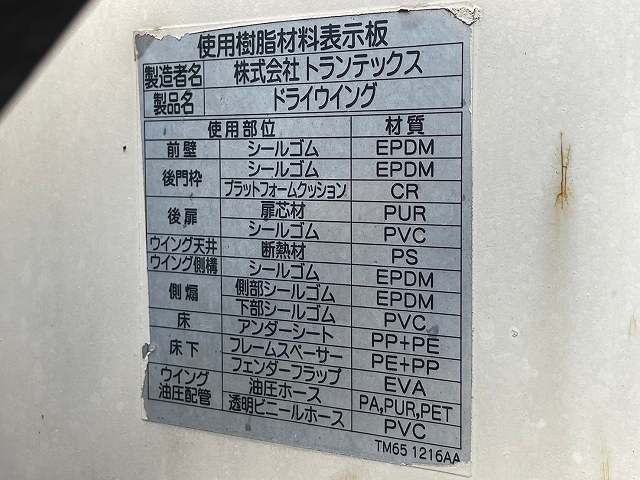 使用樹脂材料表示板
製造者名 株式会社トランテックス
製品名 ドライウイング
使用部位 材質
前壁 シールゴム EPDM
後門枠 シールゴム EPDM
プラットフォームクッション CR
後扉 扉芯材 PUR
シールゴム PVC
ウイング天井 断熱材 PS
ウイング側構 シールゴム EPDM
側煽 側部シールゴム EPDM
下部シールゴム PVC
床 アンダーシート PP+PE
床下 フレームスペーサー PE+PP
フェンダーフラップ EVA
ウイング油圧配管 油圧ホース PA,PUR,PET
透明ビニールホース PVC
TM65 1216AA